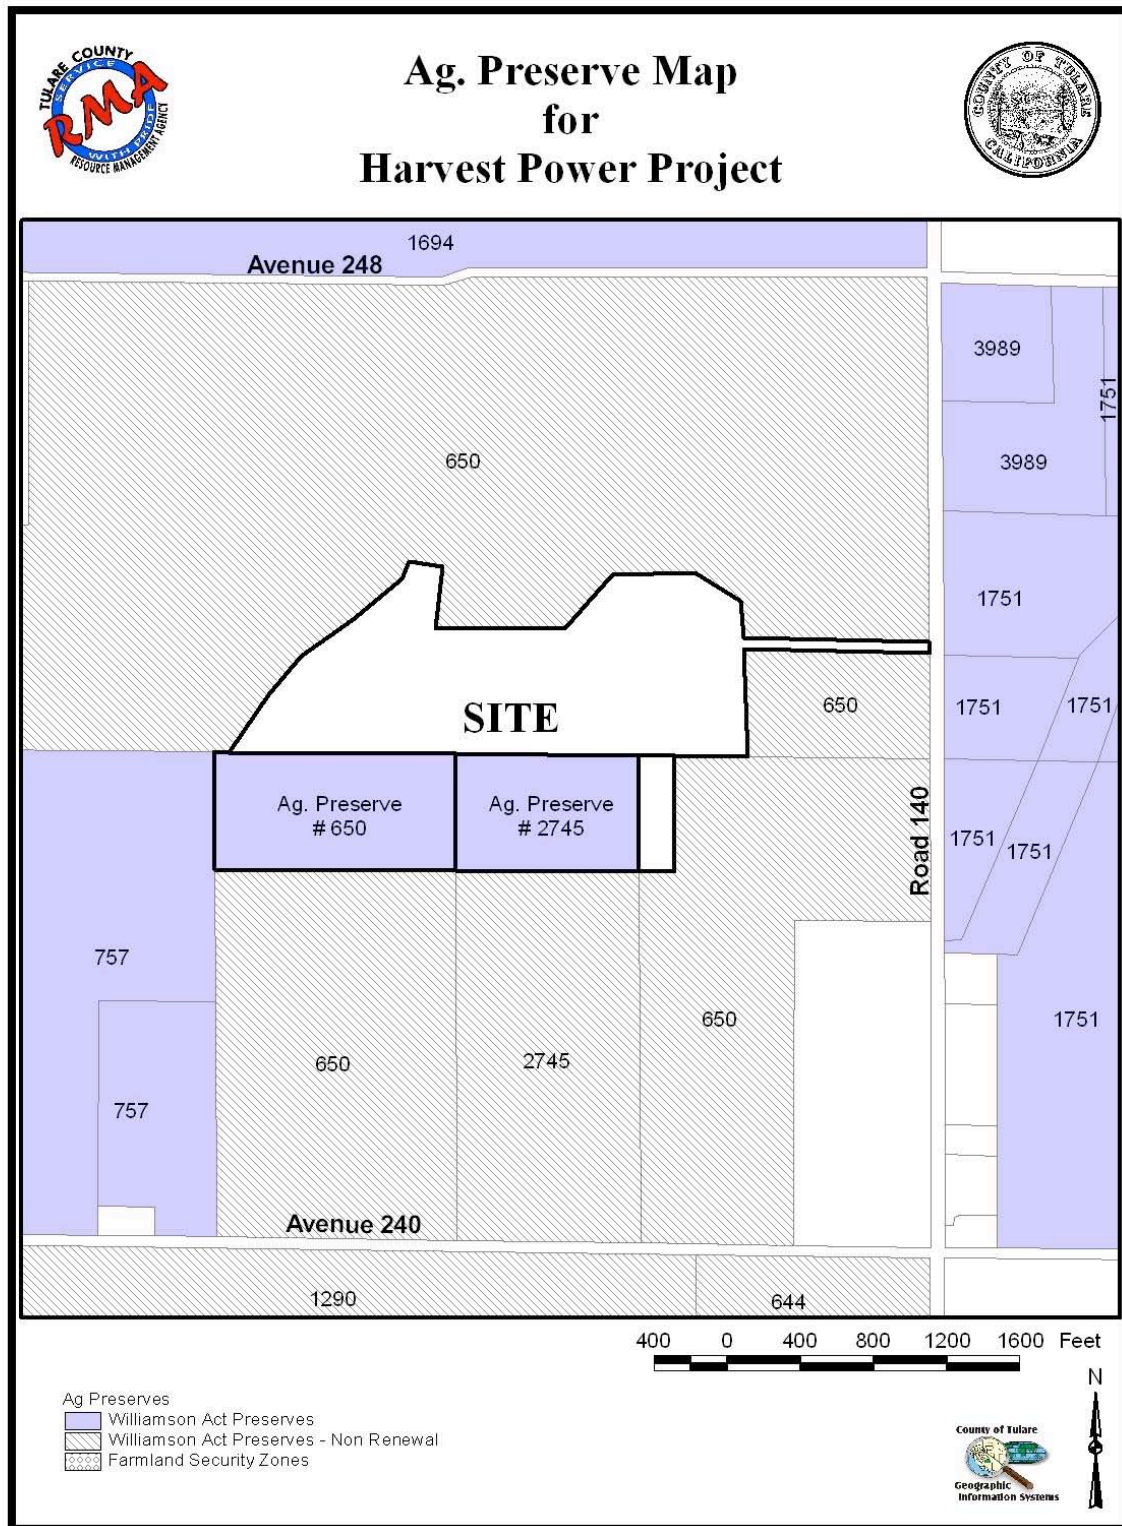 TULARE COUNTY
SERVICE
RMA
WITH PRIDE
RESOURCE MANAGEMENT AGENCY
Ag. Preserve Map
for
Harvest Power Project
COUNTY OF TULARE
CALIFORNIA
1694
Avenue 248
3989
1751
3989
650
1751
650
1751
1751
SITE
Ag. Preserve
# 650
Ag. Preserve
# 2745
Road 140
1751
1751
757
650
1751
650
2745
757
Avenue 240
1290
644
400 0 400 800 1200 1600 Feet
N
Ag Preserves
Williamson Act Preserves
Williamson Act Preserves - Non Renewal
Farmland Security Zones
County of Tulare
Geographic
Information Systems